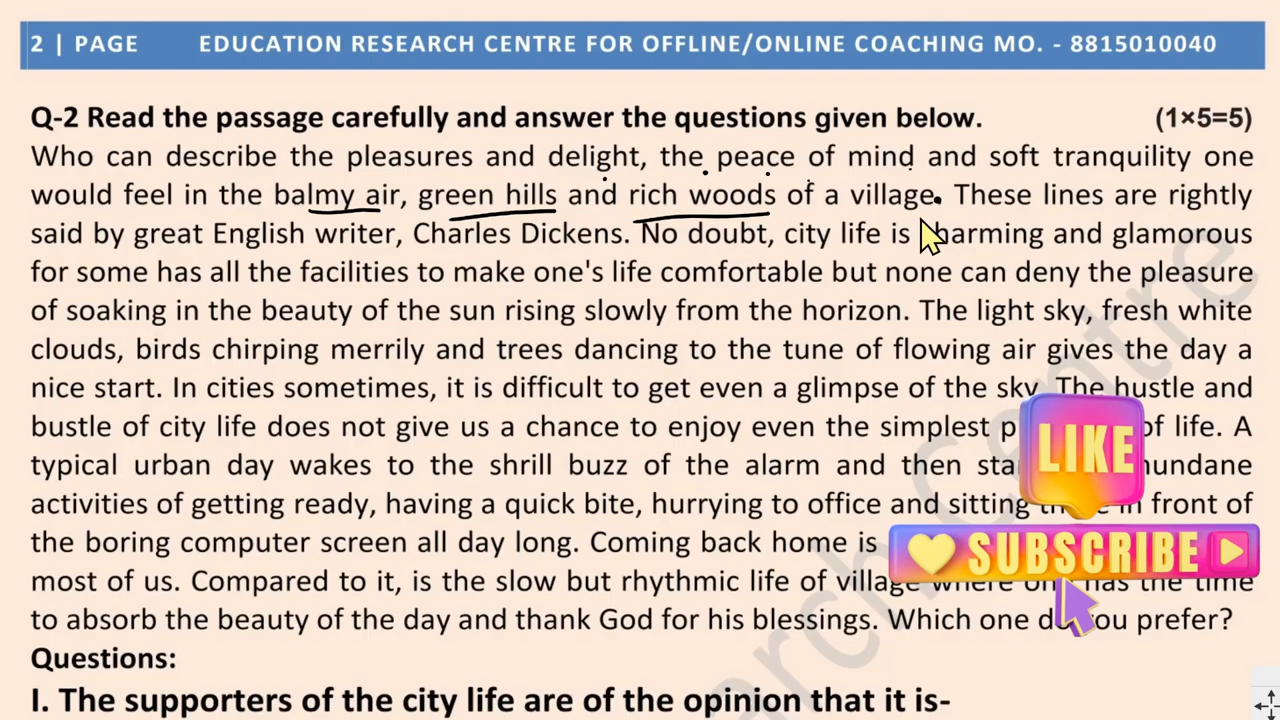 2 | PAGE EDUCATION RESEARCH CENTRE FOR OFFLINE/ONLINE COACHING MO. - 8815010040
Q-2 Read the passage carefully and answer the questions given below. (1×5=5)
Who can describe the pleasures and delight, the peace of mind and soft tranquility one
would feel in the balmy air, green hills and rich woods of a village. These lines are rightly
said by great English writer, Charles Dickens. No doubt, city life is charming and glamorous
for some has all the facilities to make one's life comfortable but none can deny the pleasure
of soaking in the beauty of the sun rising slowly from the horizon. The light sky, fresh white
clouds, birds chirping merrily and trees dancing to the tune of flowing air gives the day a
nice start. In cities sometimes, it is difficult to get even a glimpse of the sky. The hustle and
bustle of city life does not give us a chance to enjoy even the simplest of life. A
typical urban day wakes to the shrill buzz of the alarm and then mundane
activities of getting ready, having a quick bite, hurrying to office and sitting in front of
the boring computer screen all day long. Coming back home is
most of us. Compared to it, is the slow but rhythmic life of village where one has the time
to absorb the beauty of the day and thank God for his blessings. Which one do you prefer?
Questions:
I. The supporters of the city life are of the opinion that it is-
LIKE
SUBSCRIBE
rch Centre